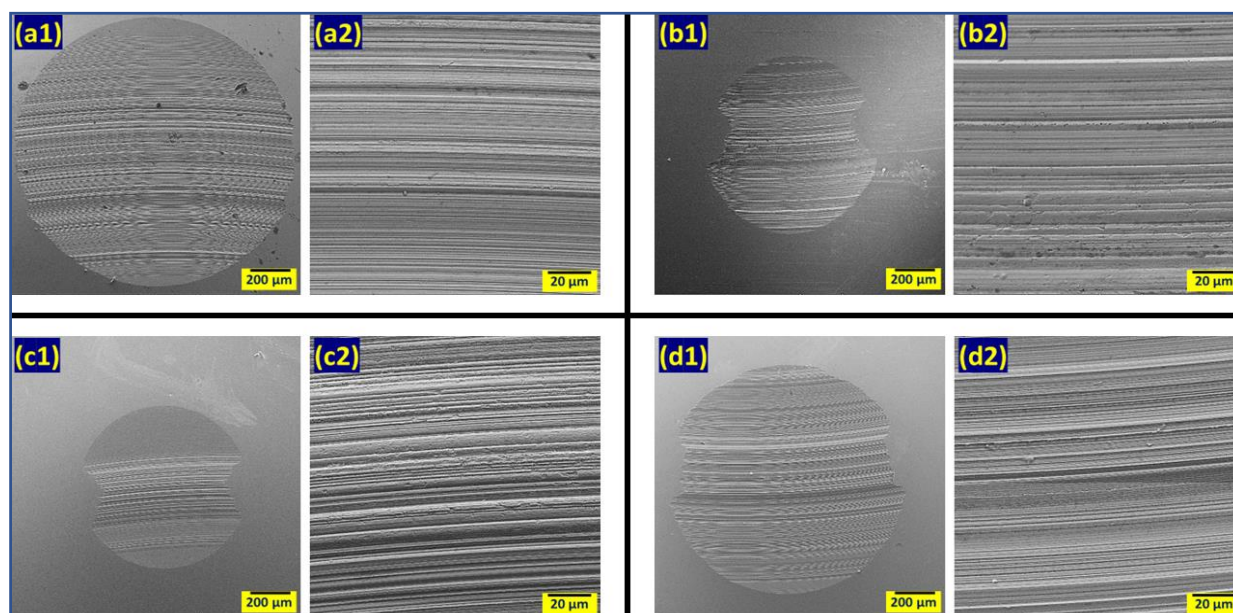 (a1)
(a2)
(b1)
(b2)
200 µm
20 µm
200 µm
20 µm
(c1)
(c2)
(d1)
(d2)
200 µm
20 µm
200 µm
20 µm